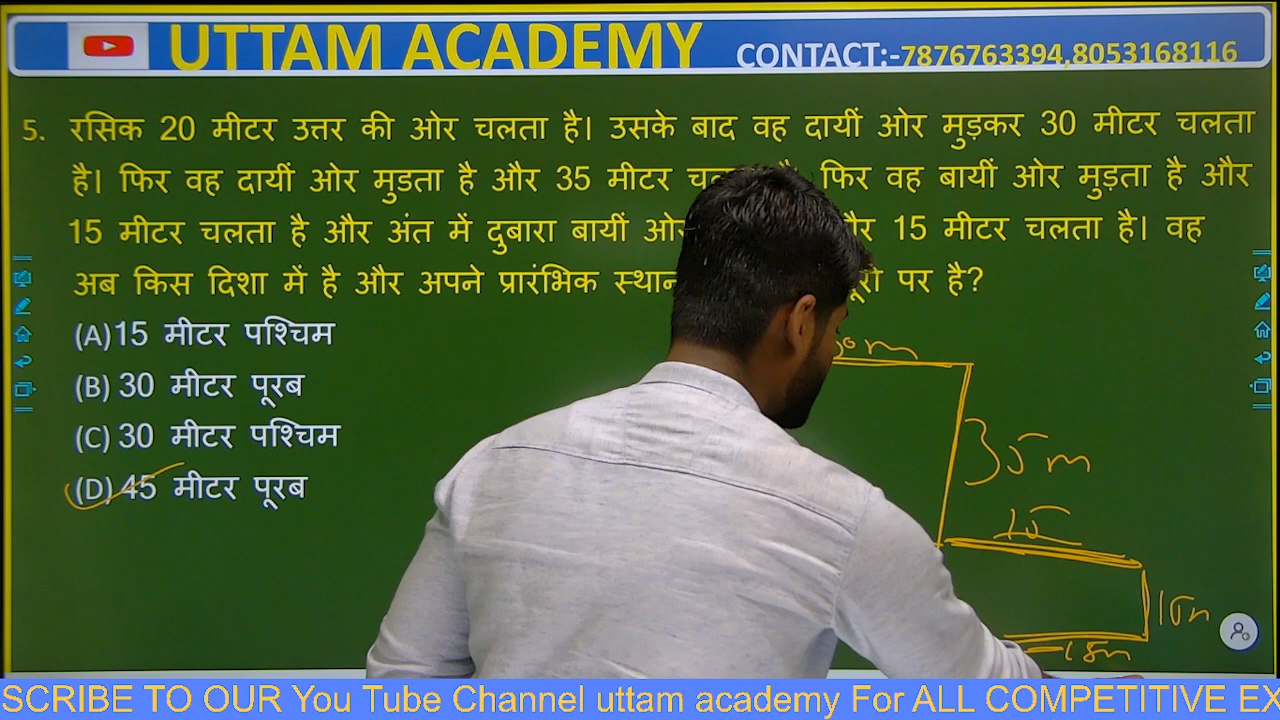 UTTAM ACADEMY CONTACT:-7876763394,8053168116
5. रसिक 20 मीटर उत्तर की ओर चलता है। उसके बाद वह दायीं ओर मुड़कर 30 मीटर चलता
है। फिर वह दायीं ओर मुडता है और 35 मीटर फिर वह बायीं ओर मुड़ता है और
15 मीटर चलता है और अंत में दुबारा बायीं 15 मीटर चलता है। वह
अब किस दिशा में है और अपने प्रारंभिक पर है?
(A)15 मीटर पश्चिम
(B) 30 मीटर पूरब
(C) 30 मीटर पश्चिम
(D) 45 मीटर पूरब
35m
15
15m
SCRIBE TO OUR You Tube Channel uttam academy For ALL COMPETITIVE EX